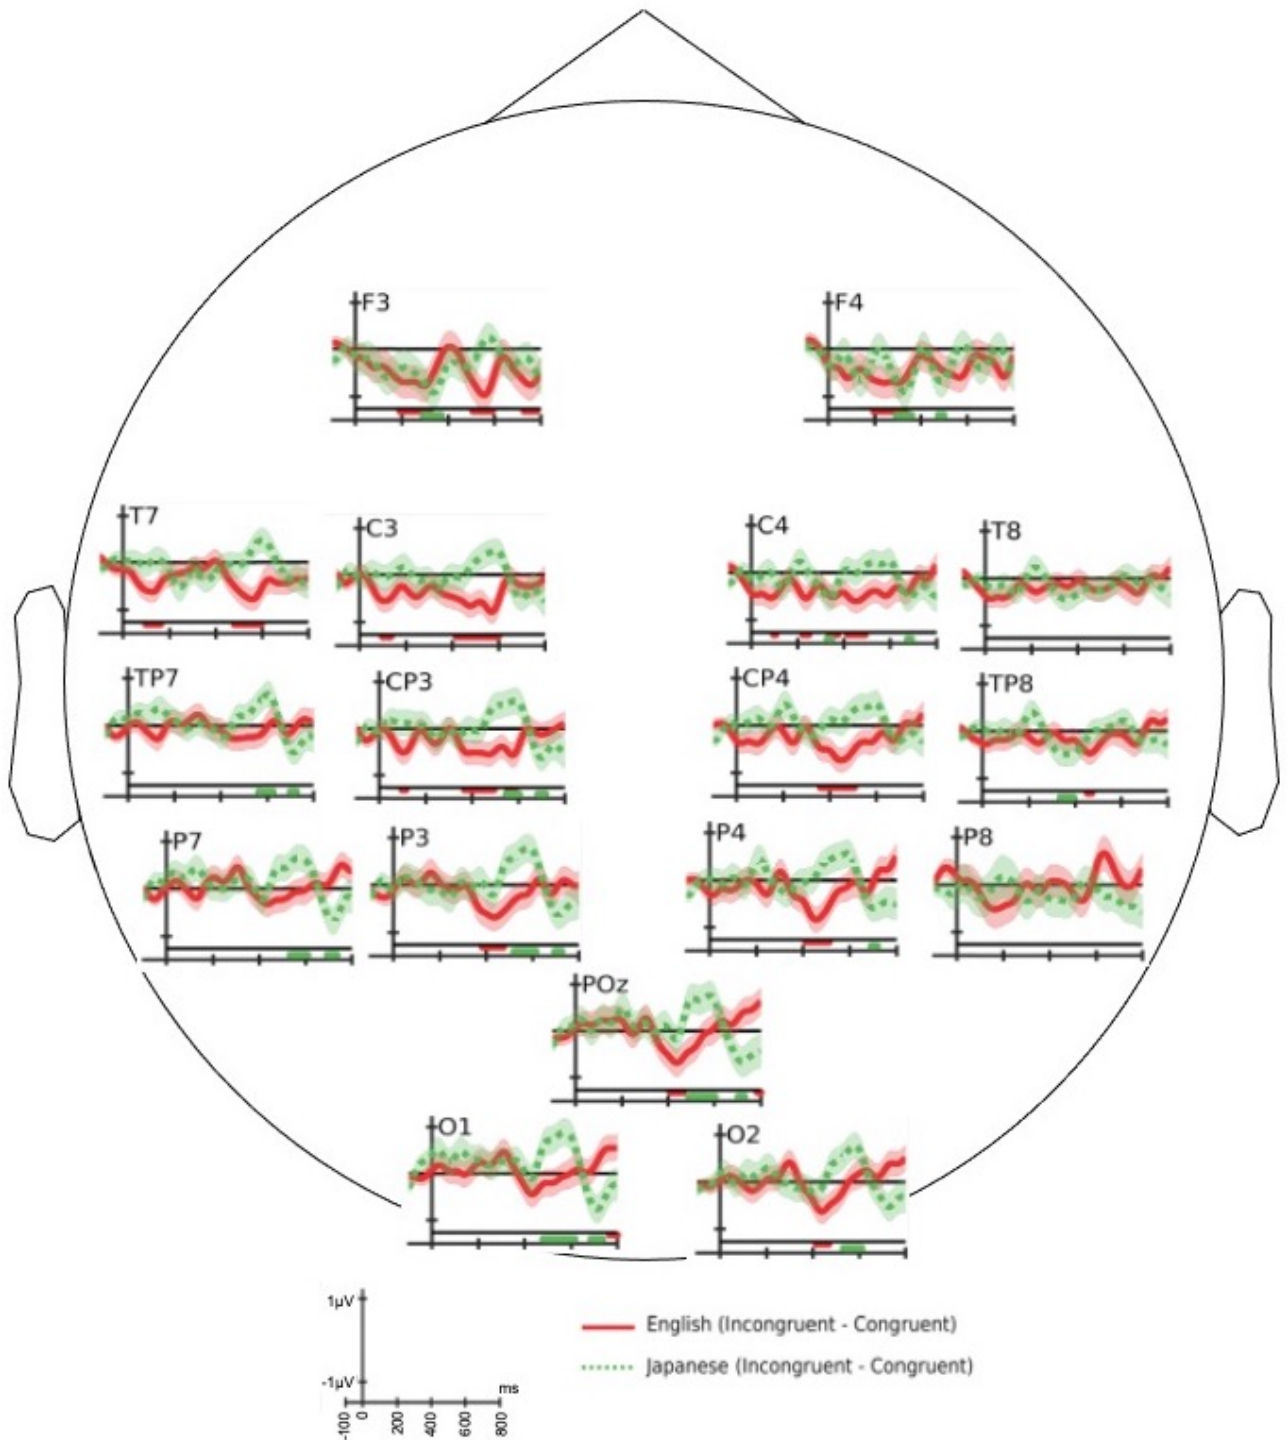 F3 F4
T7 C3 C4 T8
TP7 CP3 CP4 TP8
P7 P3 P4 P8
POz
O1 O2
1µV
-1µV
ms
-100 0 200 400 600 800
English (Incongruent - Congruent)
Japanese (Incongruent - Congruent)